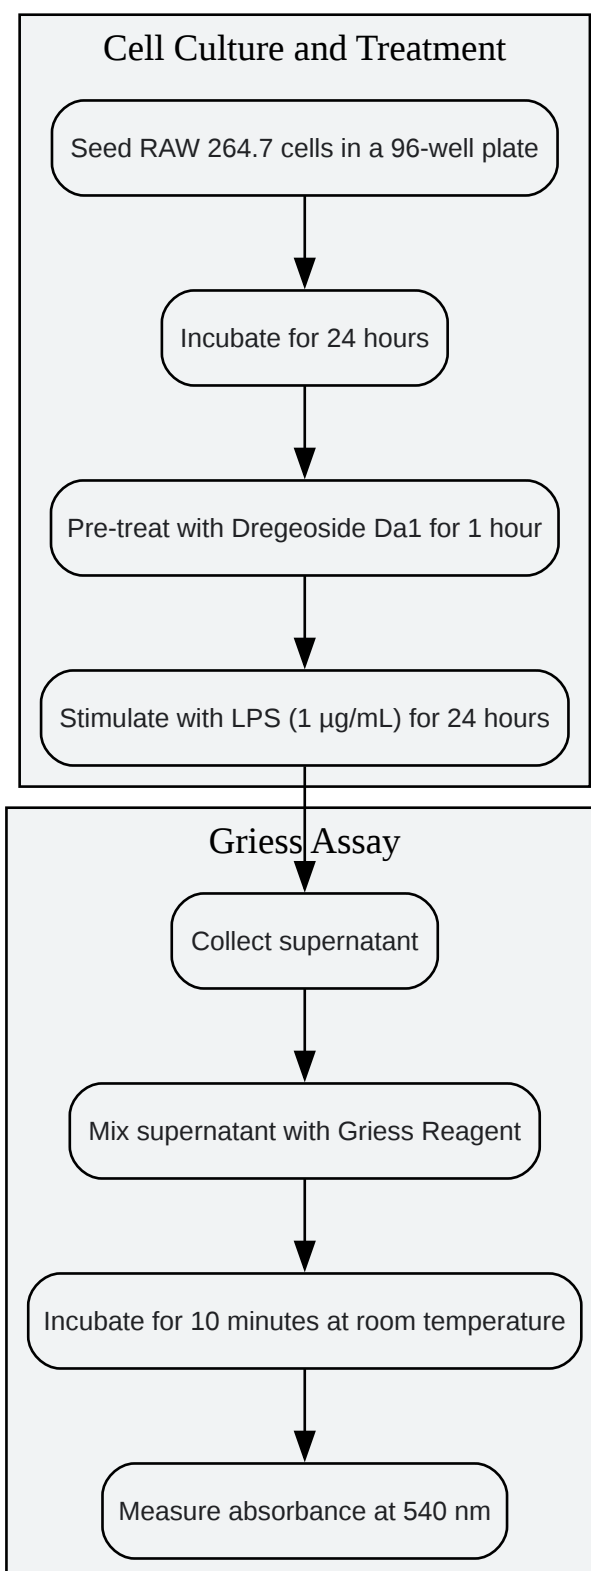 Cell Culture and Treatment
Seed RAW 264.7 cells in a 96-well plate
Incubate for 24 hours
Pre-treat with Dregeoside Da1 for 1 hour
Stimulate with LPS (1 µg/mL) for 24 hours
Griess Assay
Collect supernatant
Mix supernatant with Griess Reagent
Incubate for 10 minutes at room temperature
Measure absorbance at 540 nm